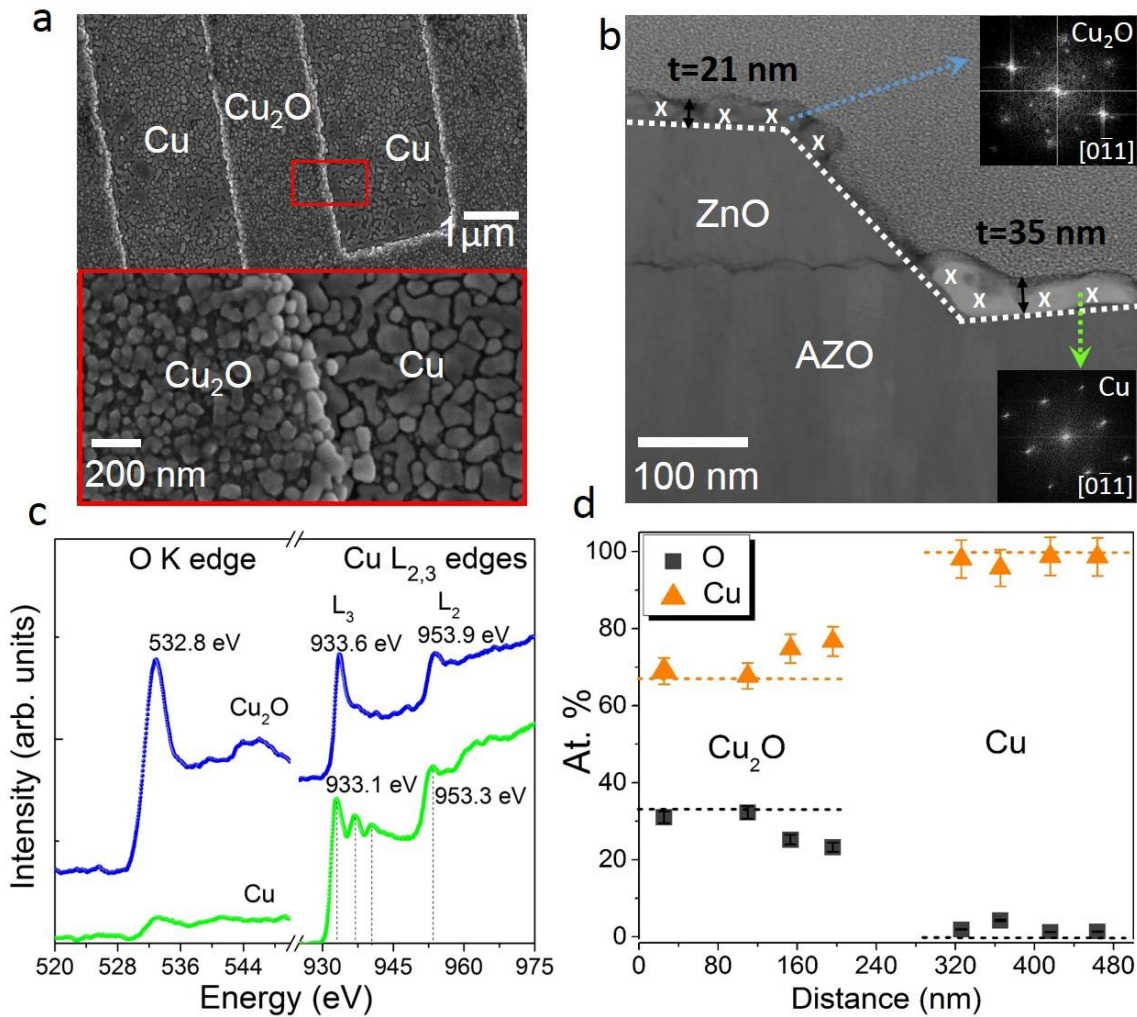 a
Cu
Cu₂O
Cu
1µm
Cu₂O
Cu
200 nm
b
t=21 nm
Cu₂O
[01̅1]
x x x x
ZnO
t=35 nm
x x x x
AZO
Cu
[01̅1]
100 nm
c
O K edge
Cu L₂,₃ edges
L₃
L₂
532.8 eV
933.6 eV
953.9 eV
Cu₂O
933.1 eV
953.3 eV
Cu
Intensity (arb. units)
520 528 536 544 930 945 960 975
Energy (eV)
d
O
Cu
100
80
60
40
20
0
At. %
Cu₂O
Cu
0 80 160 240 320 400 480
Distance (nm)